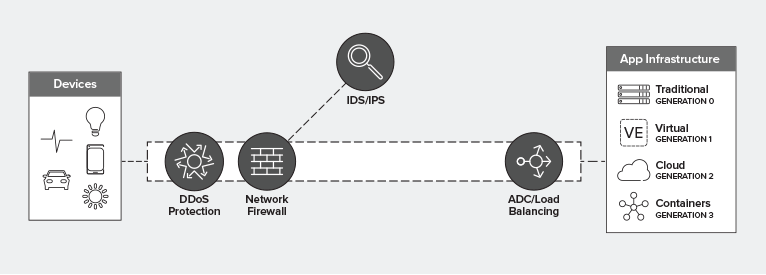 Devices
IDS/IPS
DDoS
Protection
Network
Firewall
ADC/Load
Balancing
App Infrastructure
Traditional
GENERATION 0
VE
Virtual
GENERATION 1
Cloud
GENERATION 2
Containers
GENERATION 3